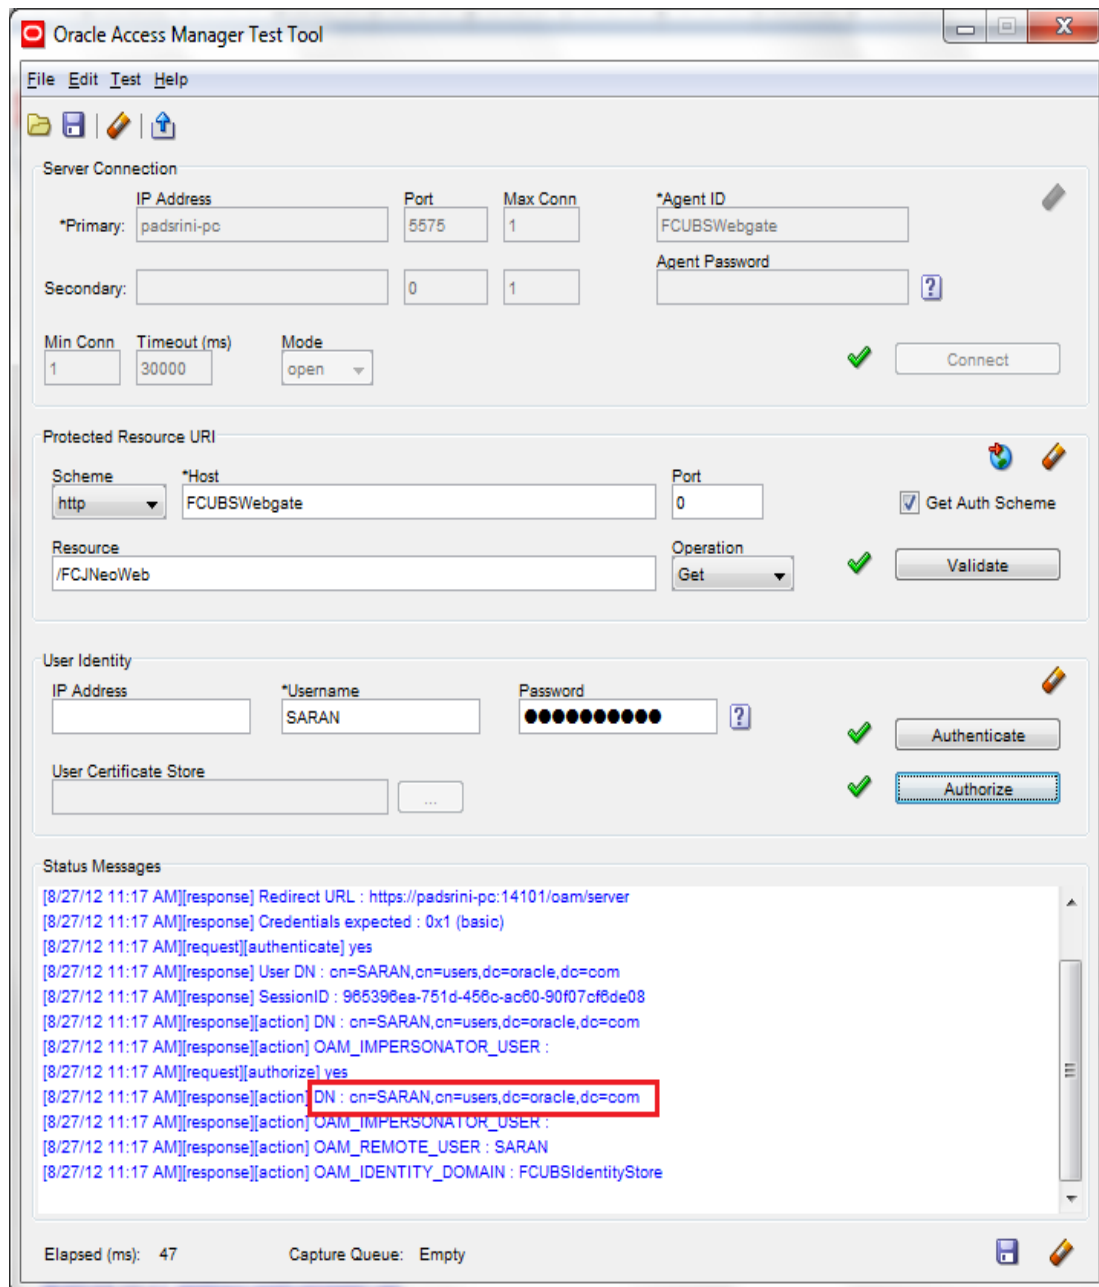 Oracle Access Manager Test Tool
File Edit Test Help
Server Connection
IP Address Port Max Conn *Agent ID
*Primary: padsrini-pc 5575 1 FCUBSWebgate
Agent Password
Secondary: 0 1
Min Conn Timeout (ms) Mode
1 30000 open Connect
Protected Resource URI
Scheme *Host Port
http FCUBSWebgate 0 Get Auth Scheme
Resource Operation
/FCJNeoWeb Get Validate
User Identity
IP Address *Username Password
SARAN ●●●●●●●●●●
Authenticate
User Certificate Store
... Authorize
Status Messages
[8/27/12 11:17 AM][response] Redirect URL : https://padsrini-pc:14101/oam/server
[8/27/12 11:17 AM][response] Credentials expected : 0x1 (basic)
[8/27/12 11:17 AM][request][authenticate] yes
[8/27/12 11:17 AM][response] User DN : cn=SARAN,cn=users,dc=oracle,dc=com
[8/27/12 11:17 AM][response] SessionID : 965396ea-751d-456c-ac60-90f07cf6de08
[8/27/12 11:17 AM][response][action] DN : cn=SARAN,cn=users,dc=oracle,dc=com
[8/27/12 11:17 AM][response][action] OAM_IMPERSONATOR_USER :
[8/27/12 11:17 AM][request][authorize] yes
[8/27/12 11:17 AM][response][action] DN : cn=SARAN,cn=users,dc=oracle,dc=com
[8/27/12 11:17 AM][response][action] OAM_IMPERSONATOR_USER :
[8/27/12 11:17 AM][response][action] OAM_REMOTE_USER : SARAN
[8/27/12 11:17 AM][response][action] OAM_IDENTITY_DOMAIN : FCUBSIdentityStore
Elapsed (ms): 47 Capture Queue: Empty